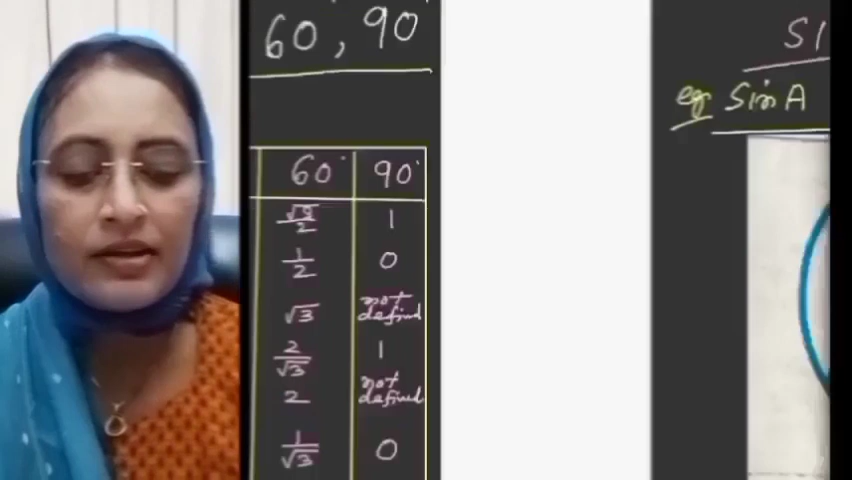 60, 90°
60° 90°
√3/2 1
1/2 0
√3 not defined
2/√3 1
2 not defined
1/√3 0
SI
eg Sin A